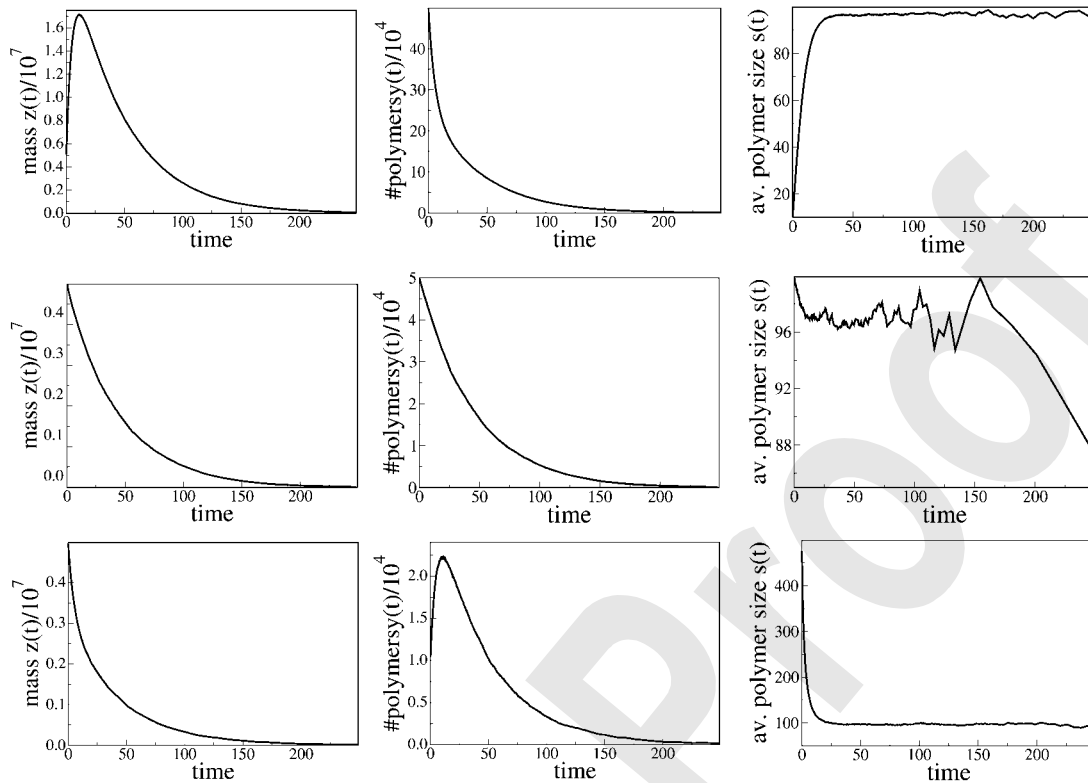 mass z(t)/10^7
1.6
1.4
1.2
1.0
0.8
0.6
0.4
0.2
0.0
0 50 100 150 200
time
#polymersy(t)/10^4
40
30
20
10
0
0 50 100 150 200
time
av. polymer size s(t)
80
60
40
20
0 50 100 150 200
time
mass z(t)/10^7
0.4
0.3
0.2
0.1
0.0
0 50 100 150 200
time
#polymersy(t)/10^4
5
4
3
2
1
0
0 50 100 150 200
time
av. polymer size s(t)
96
92
88
0 50 100 150 200
time
mass z(t)/10^7
0.4
0.3
0.2
0.1
0.0
0 50 100 150 200
time
#polymersy(t)/10^4
2.0
1.5
1.0
0.5
0.0
0 50 100 150 200
time
av. polymer size s(t)
400
300
200
100
0 50 100 150 200
time
Proof